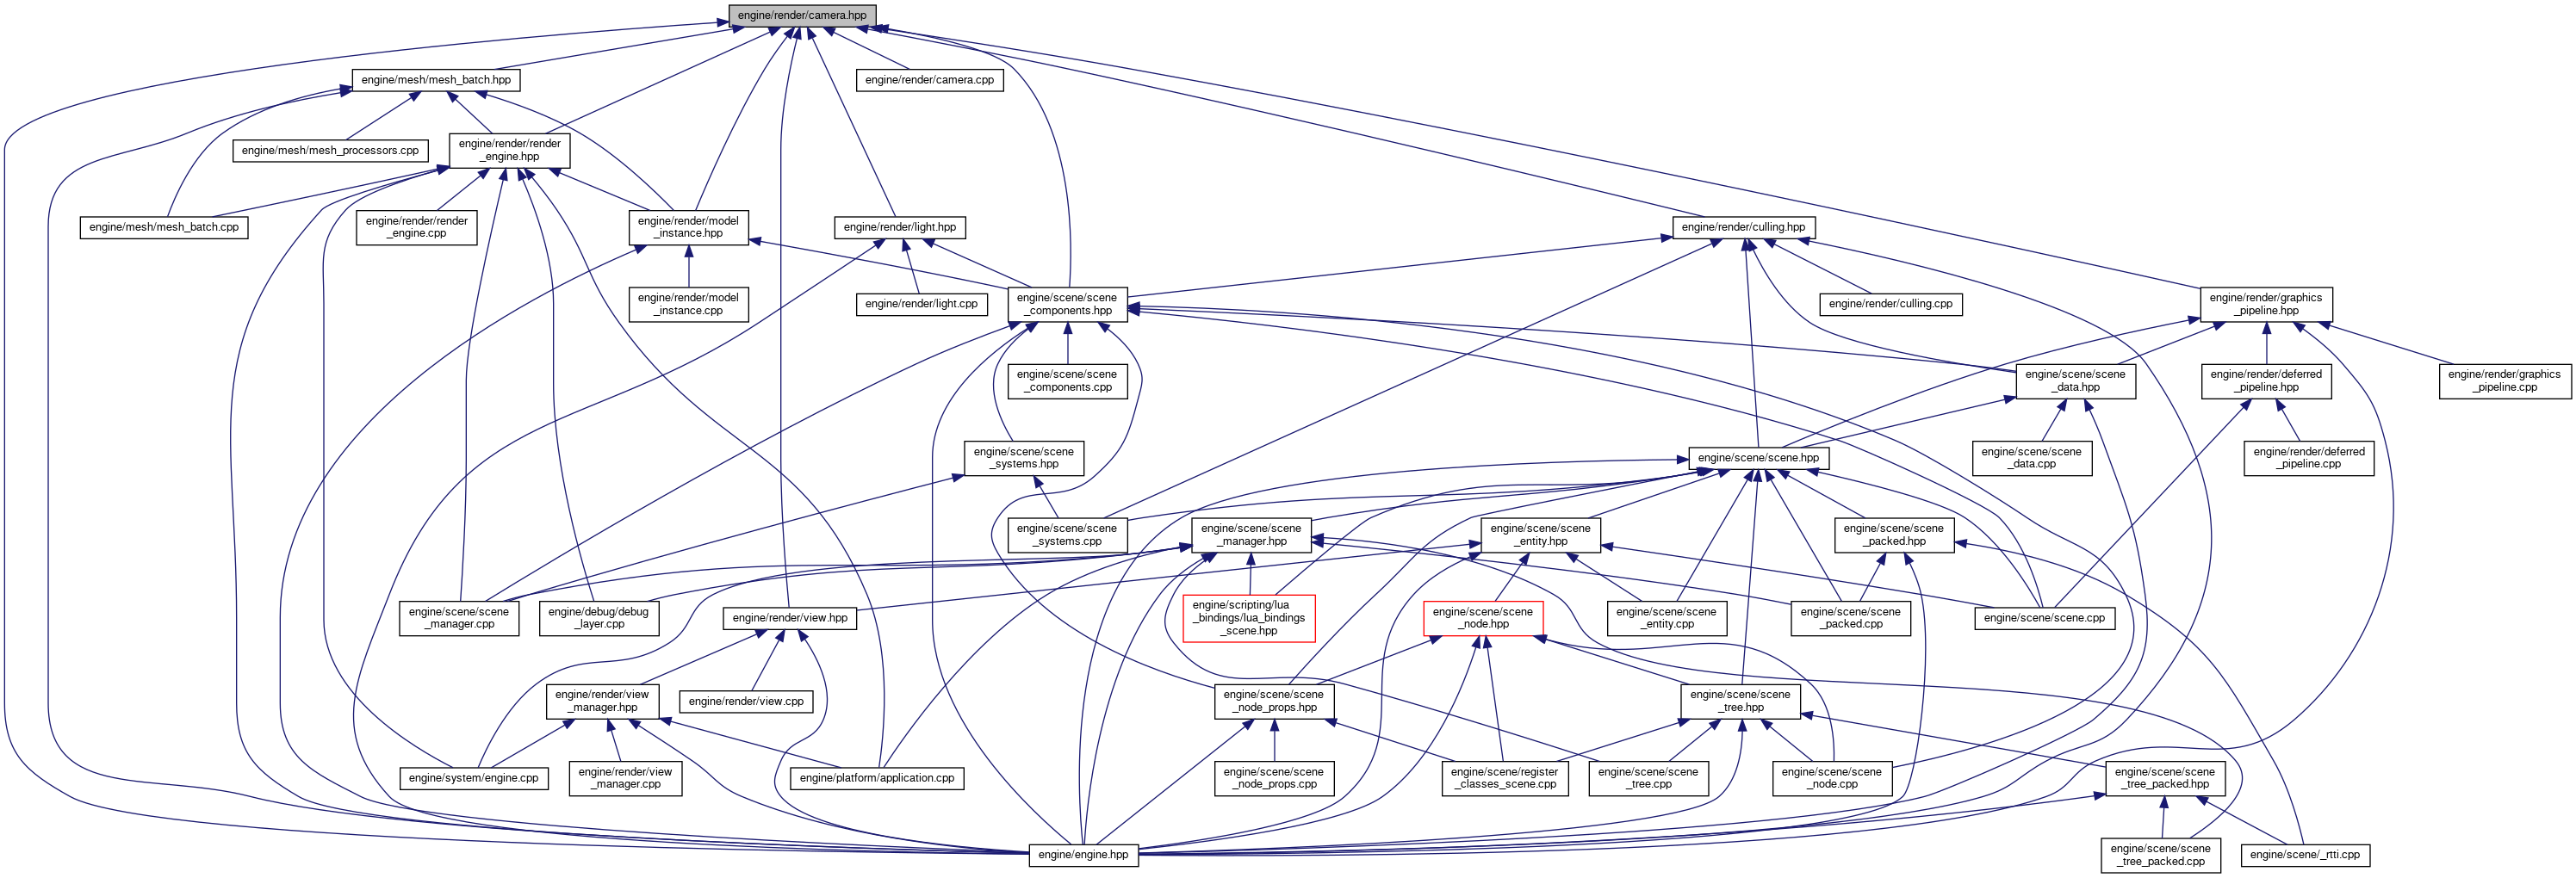 engine/render/camera.hpp
engine/mesh/mesh_batch.hpp
engine/render/camera.cpp
engine/mesh/mesh_processors.cpp
engine/render/render
_engine.hpp
engine/mesh/mesh_batch.cpp
engine/render/render
_engine.cpp
engine/render/model
_instance.hpp
engine/render/light.hpp
engine/render/culling.hpp
engine/render/model
_instance.cpp
engine/render/light.cpp
engine/scene/scene
_components.hpp
engine/render/culling.cpp
engine/render/graphics
_pipeline.hpp
engine/scene/scene
_components.cpp
engine/scene/scene
_data.hpp
engine/render/deferred
_pipeline.hpp
engine/render/graphics
_pipeline.cpp
engine/scene/scene
_systems.hpp
engine/scene/scene.hpp
engine/scene/scene
_data.cpp
engine/render/deferred
_pipeline.cpp
engine/scene/scene
_systems.cpp
engine/scene/scene
_manager.hpp
engine/scene/scene
_entity.hpp
engine/scene/scene
_packed.hpp
engine/scene/scene
_manager.cpp
engine/debug/debug
_layer.cpp
engine/render/view.hpp
engine/scripting/lua
_bindings/lua_bindings
_scene.hpp
engine/scene/scene
_node.hpp
engine/scene/scene
_entity.cpp
engine/scene/scene
_packed.cpp
engine/scene/scene.cpp
engine/render/view
_manager.hpp
engine/render/view.cpp
engine/scene/scene
_node_props.hpp
engine/scene/scene
_tree.hpp
engine/system/engine.cpp
engine/render/view
_manager.cpp
engine/platform/application.cpp
engine/scene/scene
_node_props.cpp
engine/scene/register
_classes_scene.cpp
engine/scene/scene
_tree.cpp
engine/scene/scene
_node.cpp
engine/scene/scene
_tree_packed.hpp
engine/engine.hpp
engine/scene/scene
_tree_packed.cpp
engine/scene/_rtti.cpp